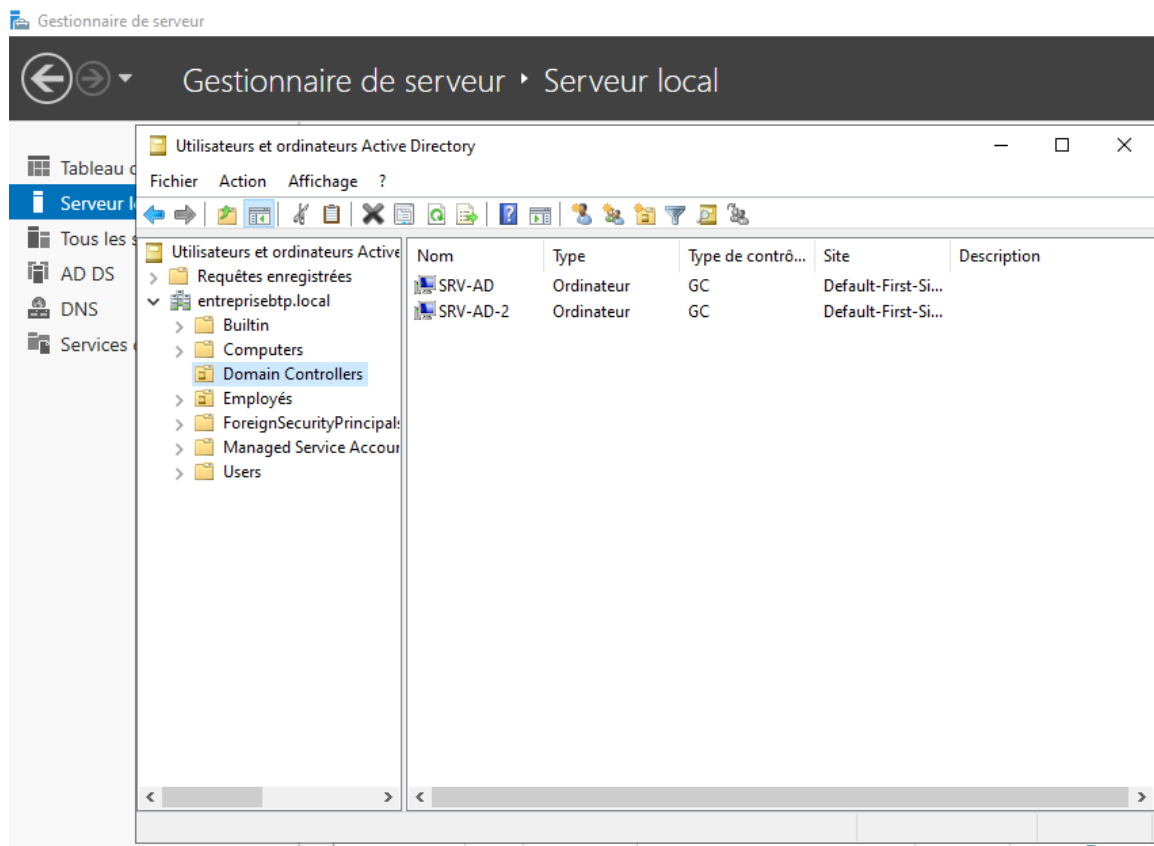 Gestionnaire de serveur
Gestionnaire de serveur ‣ Serveur local
Utilisateurs et ordinateurs Active Directory
Fichier Action Affichage ?
Tableau d
Serveur l
Tous les s
AD DS
DNS
Services
Utilisateurs et ordinateurs Active
Requêtes enregistrées
entreprisebtp.local
Builtin
Computers
Domain Controllers
Employés
ForeignSecurityPrincipals
Managed Service Accoun
Users
Nom Type Type de contrô... Site Description
SRV-AD Ordinateur GC Default-First-Si...
SRV-AD-2 Ordinateur GC Default-First-Si...